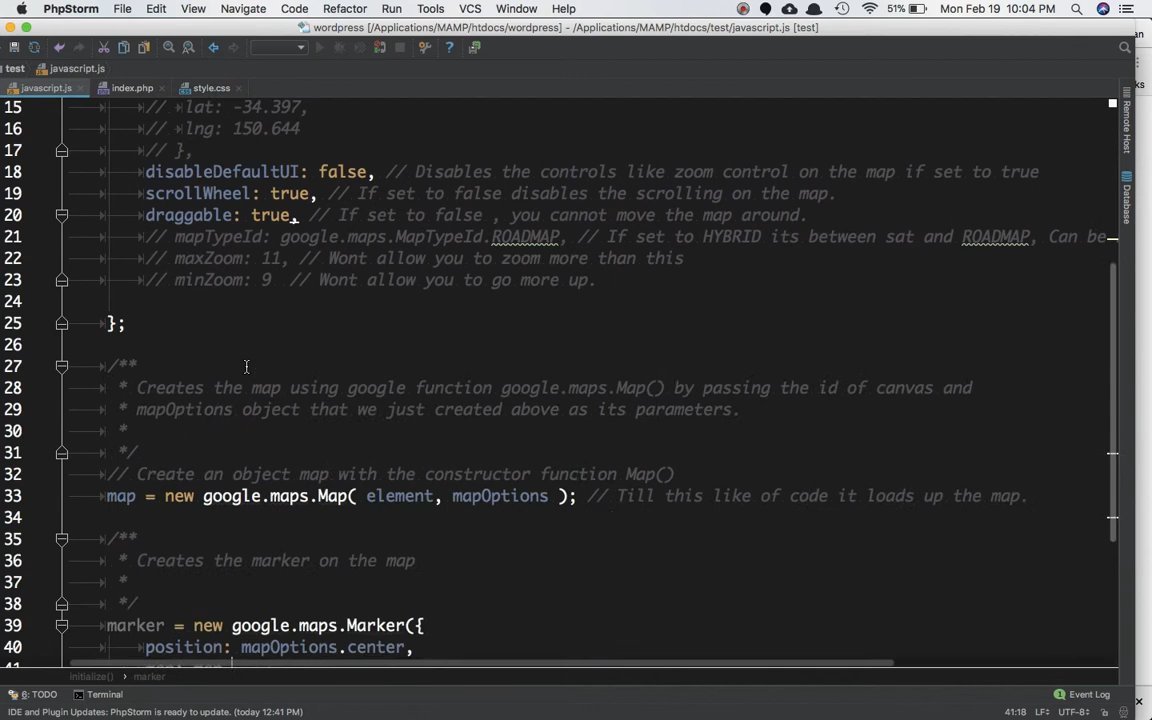 PhpStorm File Edit View Navigate Code Refactor Run Tools VCS Window Help 51% Mon Feb 19 10:04 PM
wordpress [/Applications/MAMP/htdocs/wordpress] - /Applications/MAMP/htdocs/test/javascript.js [test]
test javascript.js
javascript.js index.php style.css
15 // lat: -34.397,
16 // lng: 150.644
17 // },
18 disableDefaultUI: false, // Disables the controls like zoom control on the map if set to true
19 scrollWheel: true, // If set to false disables the scrolling on the map.
20 draggable: true, // If set to false , you cannot move the map around.
21 // mapTypeId: google.maps.MapTypeId.ROADMAP, // If set to HYBRID its between sat and ROADMAP, Can be
22 // maxZoom: 11, // Wont allow you to zoom more than this
23 // minZoom: 9 // Wont allow you to go more up.
24
25 };
26
27 /**
28 * Creates the map using google function google.maps.Map() by passing the id of canvas and
29 * mapOptions object that we just created above as its parameters.
30 *
31 */
32 // Create an object map with the constructor function Map()
33 map = new google.maps.Map( element, mapOptions ); // Till this like of code it loads up the map.
34
35 /**
36 * Creates the marker on the map
37 *
38 */
39 marker = new google.maps.Marker({
40 position: mapOptions.center,
41 map: map
initialize() marker
6: TODO Terminal Event Log
IDE and Plugin Updates: PhpStorm is ready to update. (today 12:41 PM) 41:18 LF÷ UTF-8÷
Remote Host
Database